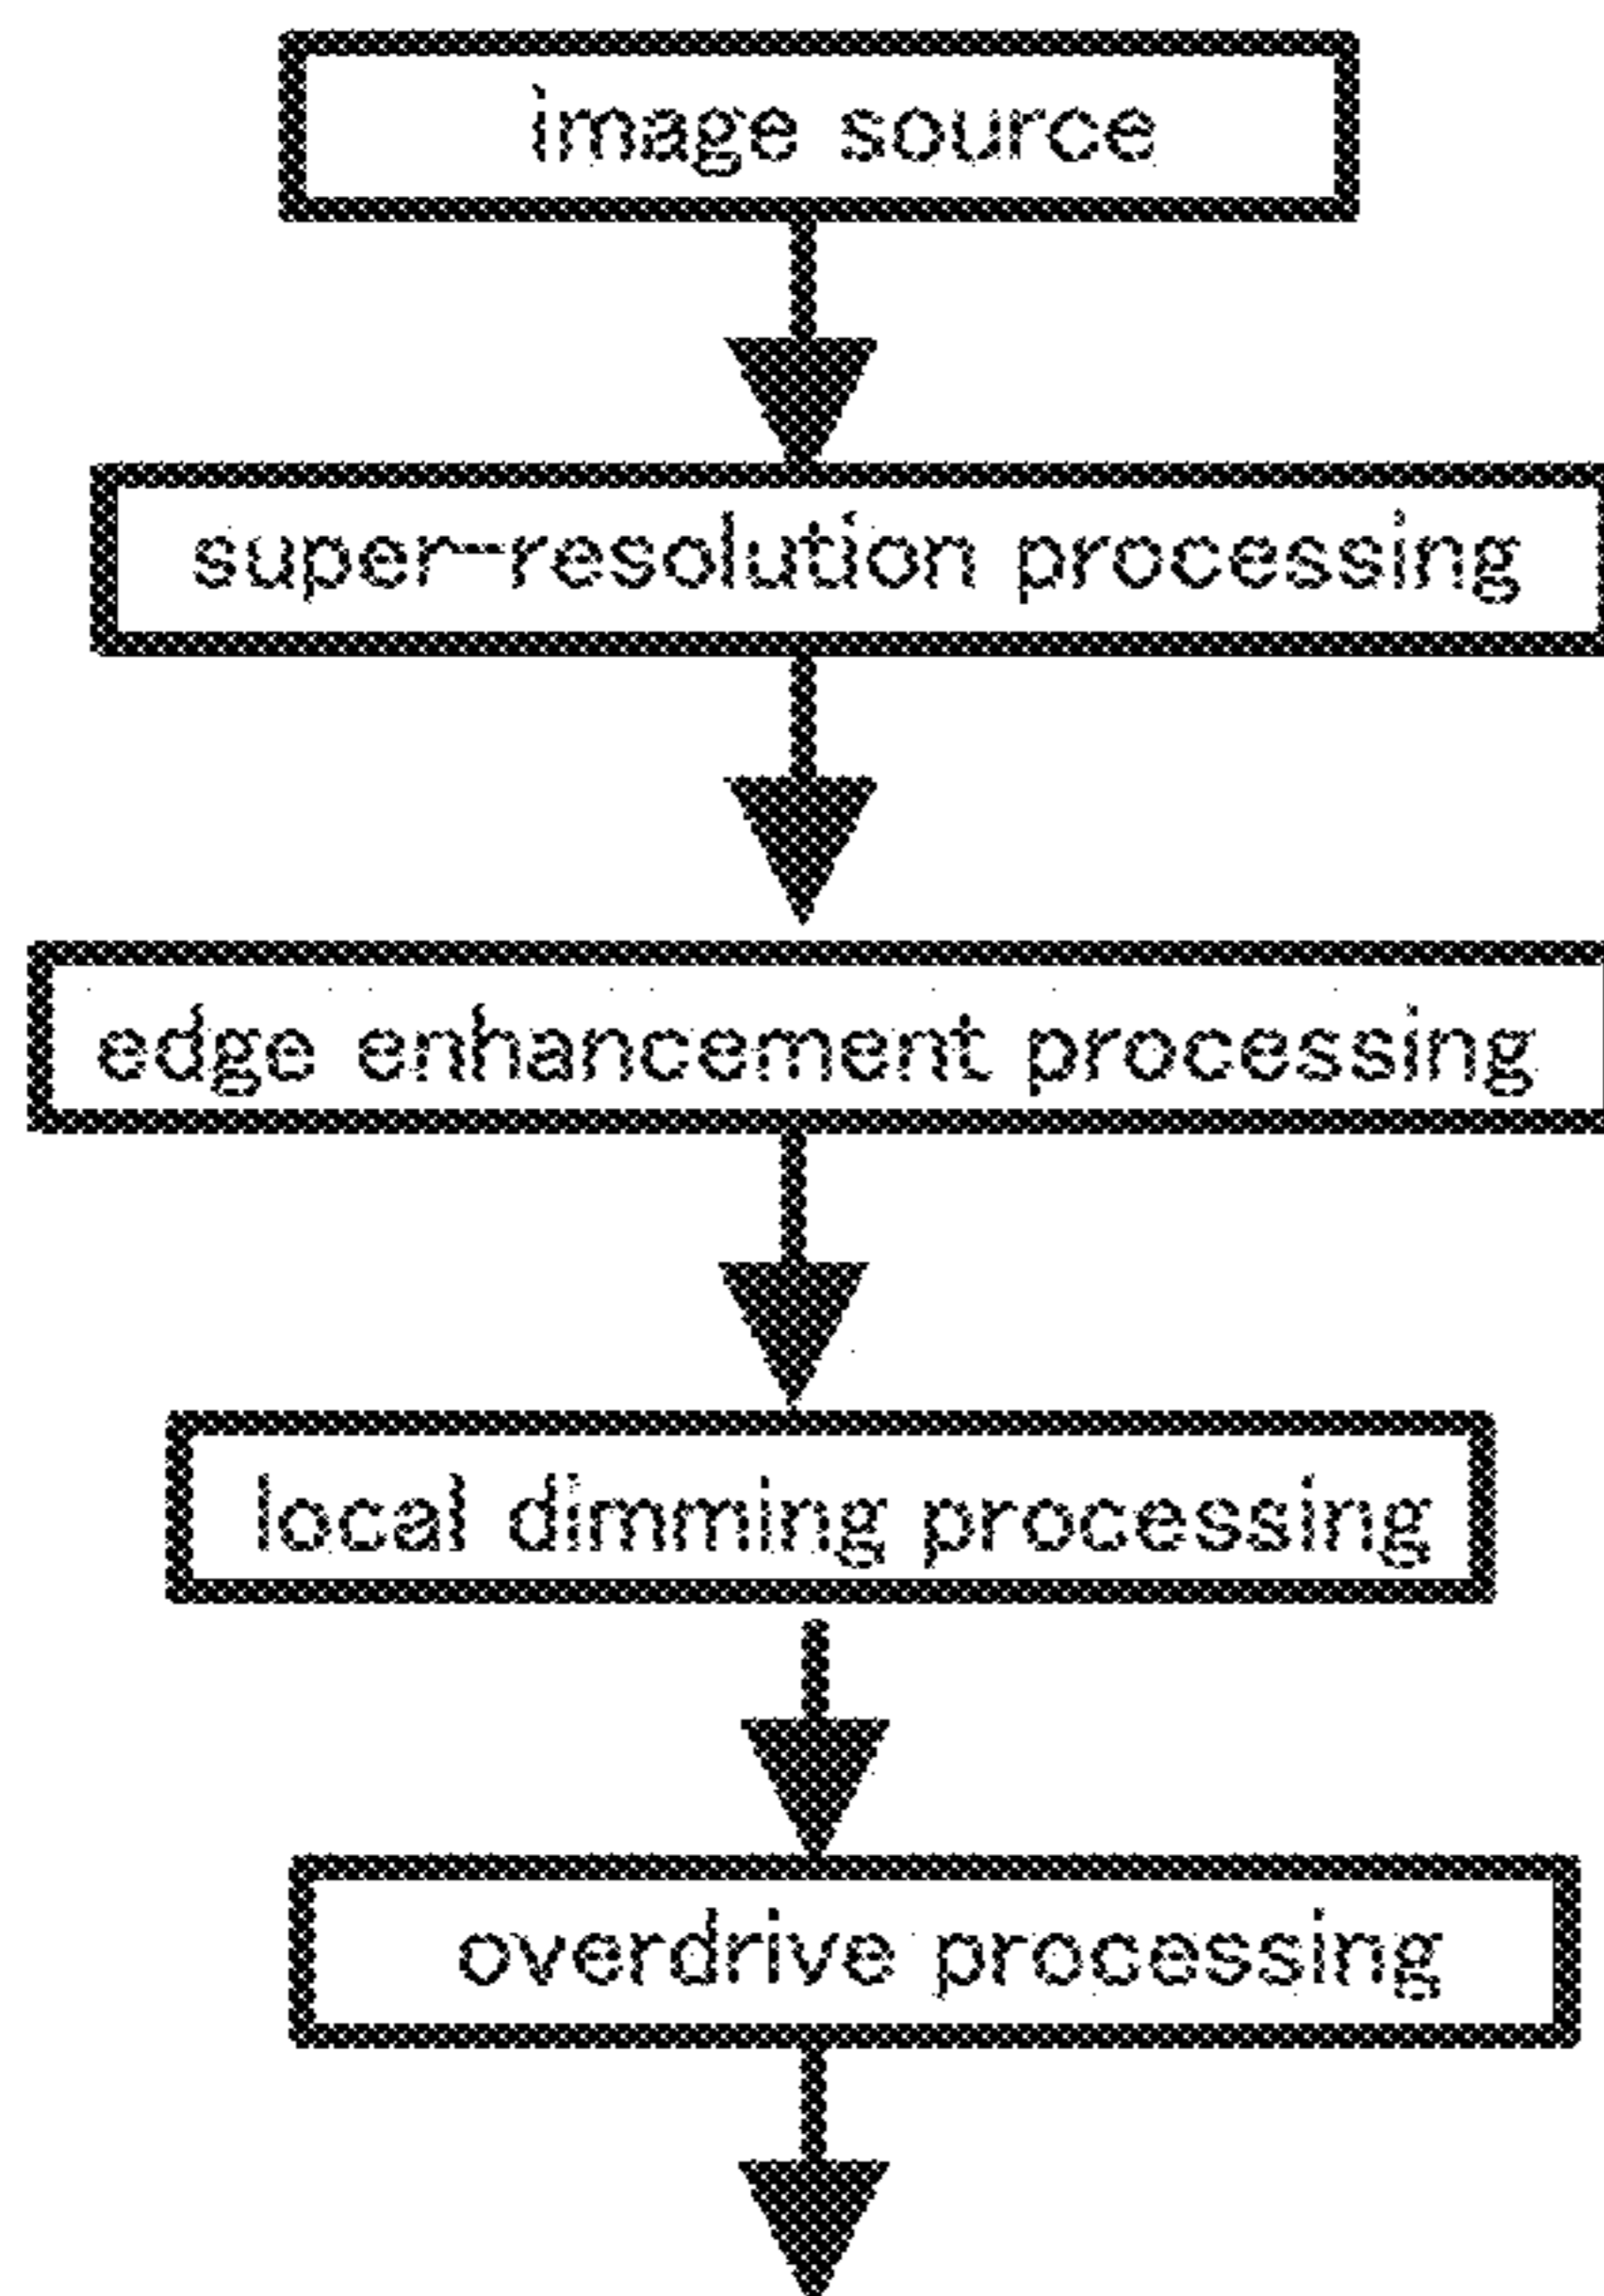 image source
super-resolution processing
edge enhancement processing
local dimming processing
overdrive processing